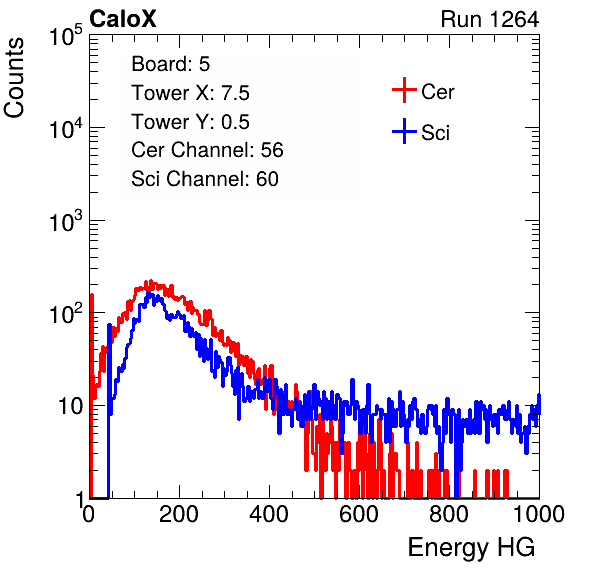 CaloX Run 1264
Counts
10^5
10^4
10^3
10^2
10
1
Board: 5
Tower X: 7.5
Tower Y: 0.5
Cer Channel: 56
Sci Channel: 60
Cer
Sci
0 200 400 600 800 1000
Energy HG